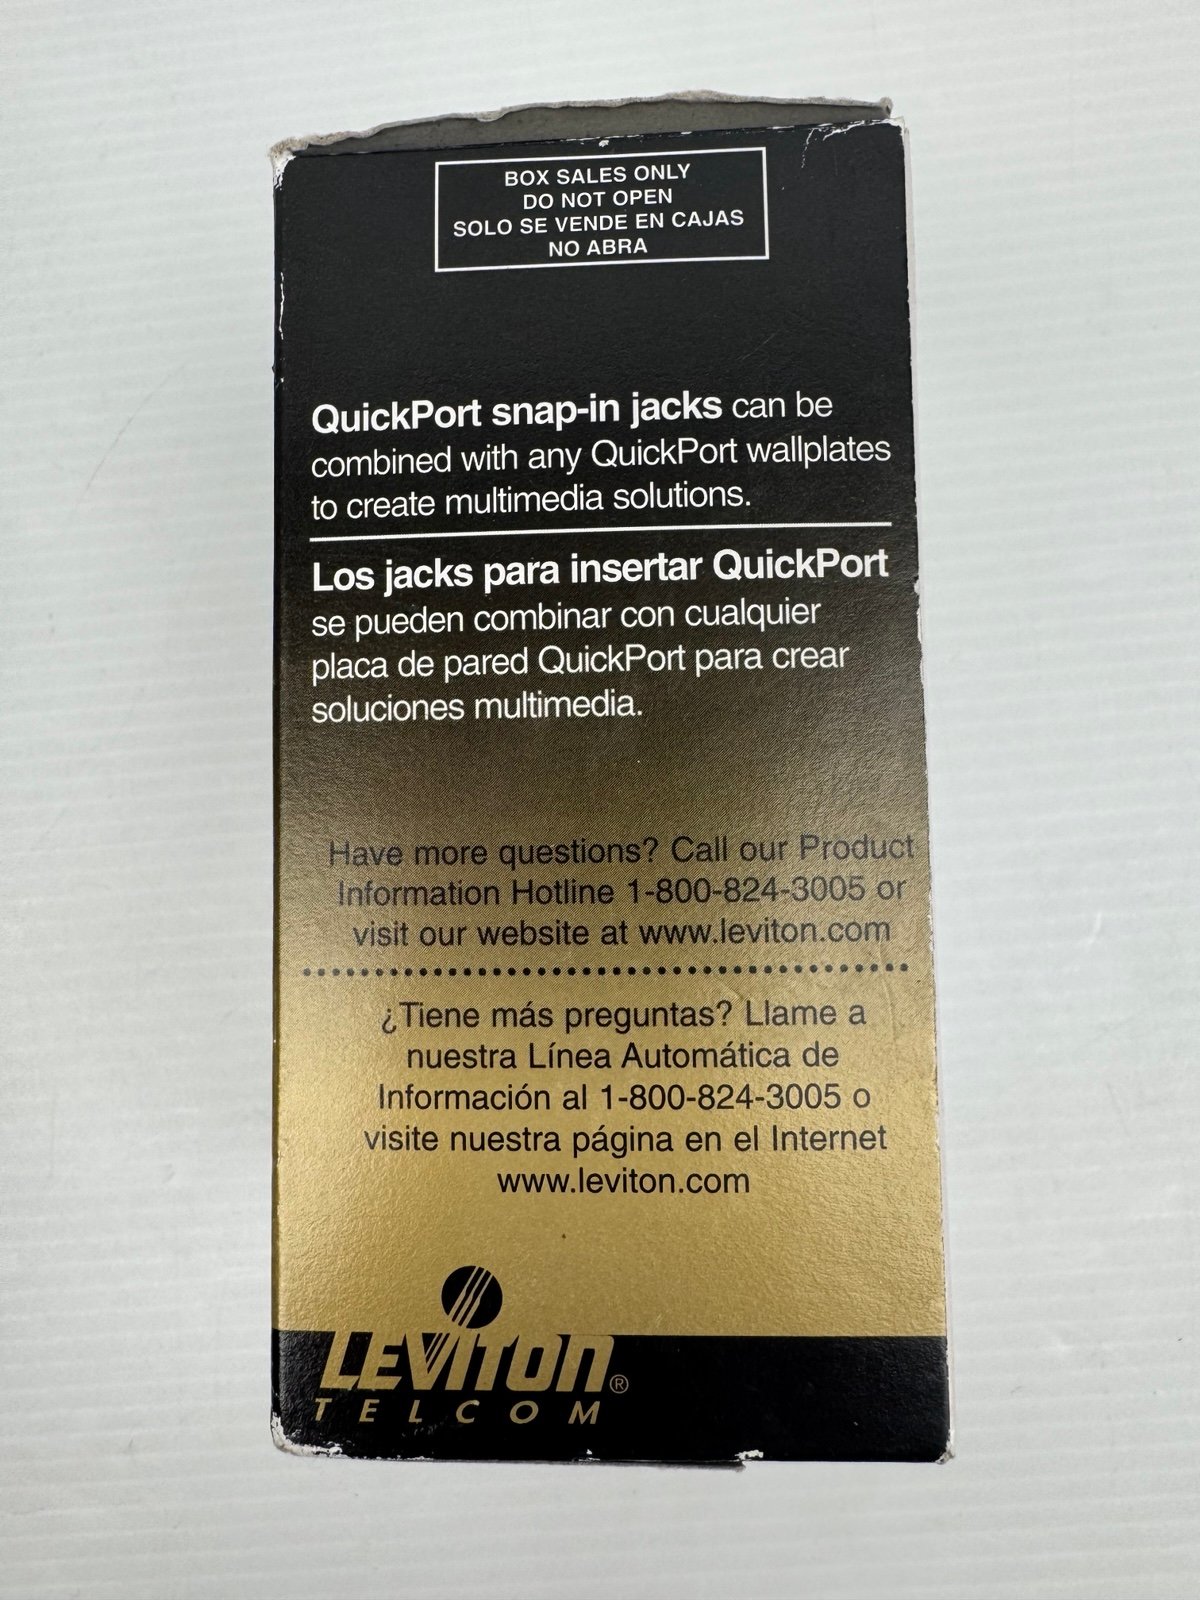 BOX SALES ONLY
DO NOT OPEN
SOLO SE VENDE EN CAJAS
NO ABRA
QuickPort snap-in jacks can be
combined with any QuickPort wallplates
to create multimedia solutions.
Los jacks para insertar QuickPort
se pueden combinar con cualquier
placa de pared QuickPort para crear
soluciones multimedia.
Have more questions? Call our Product
Information Hotline 1-800-824-3005 or
visit our website at www.leviton.com
¿Tiene más preguntas? Llame a
nuestra Línea Automática de
Información al 1-800-824-3005 o
visite nuestra página en el Internet
www.leviton.com
LEVITON®
TELCOM